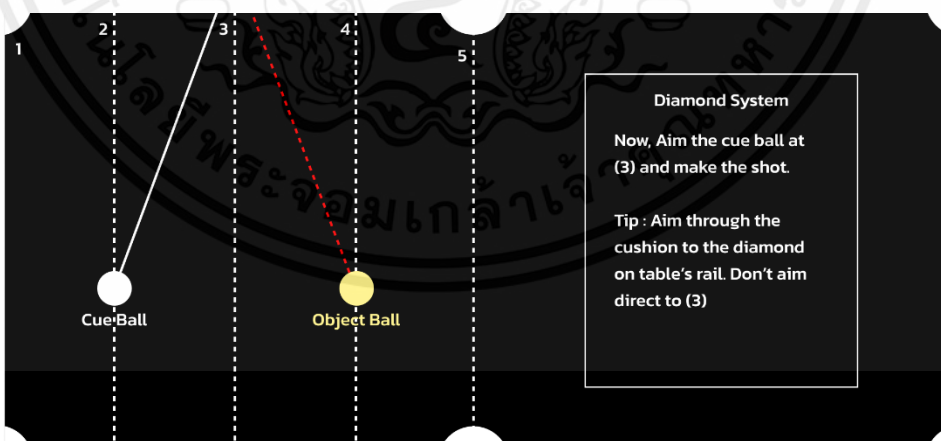 1
2
3
4
5
Diamond System
Now, Aim the cue ball at
(3) and make the shot.
Tip : Aim through the
cushion to the diamond
on table's rail. Don't aim
direct to (3)
Cue Ball
Object Ball